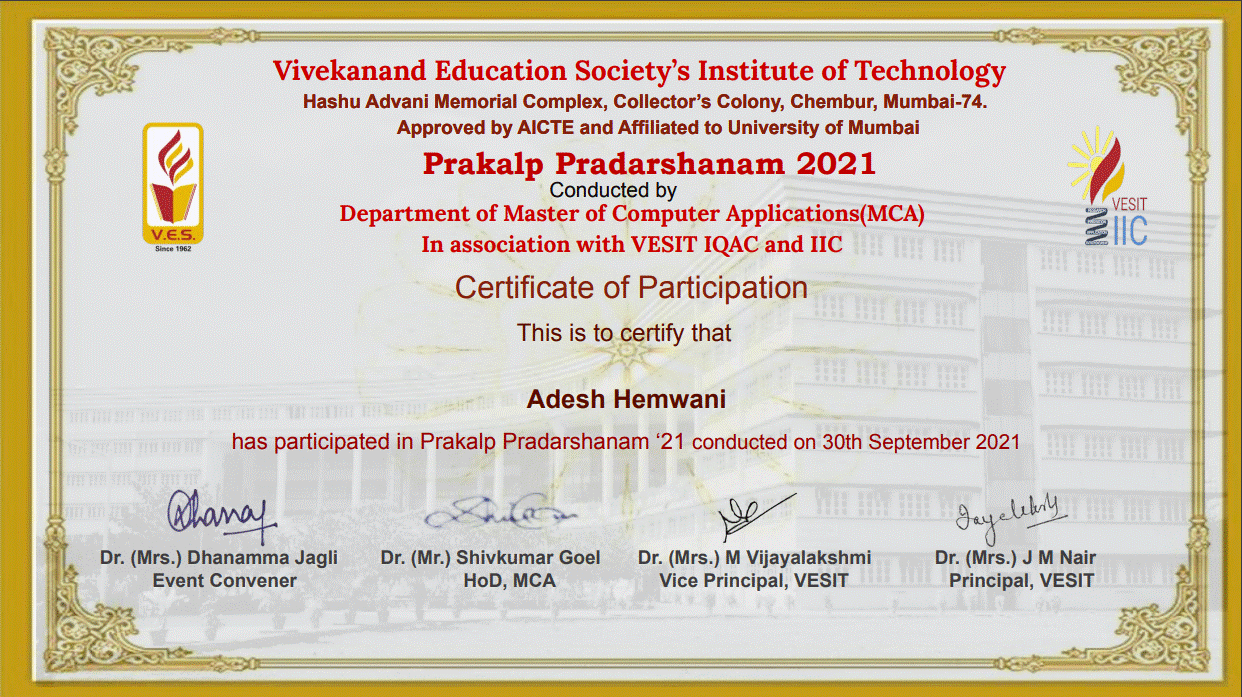 Vivekanand Education Society's Institute of Technology
Hashu Advani Memorial Complex, Collector's Colony, Chembur, Mumbai-74.
Approved by AICTE and Affiliated to University of Mumbai
Prakalp Pradarshanam 2021
Conducted by
Department of Master of Computer Applications(MCA)
In association with VESIT IQAC and IIC
V.E.S.
Since 1962
VESIT
IIC
Certificate of Participation
This is to certify that
Adesh Hemwani
has participated in Prakalp Pradarshanam ‘21 conducted on 30th September 2021
Dr. (Mrs.) Dhanamma Jagli
Event Convener
Dr. (Mr.) Shivkumar Goel
HoD, MCA
Dr. (Mrs.) M Vijayalakshmi
Vice Principal, VESIT
Dr. (Mrs.) J M Nair
Principal, VESIT